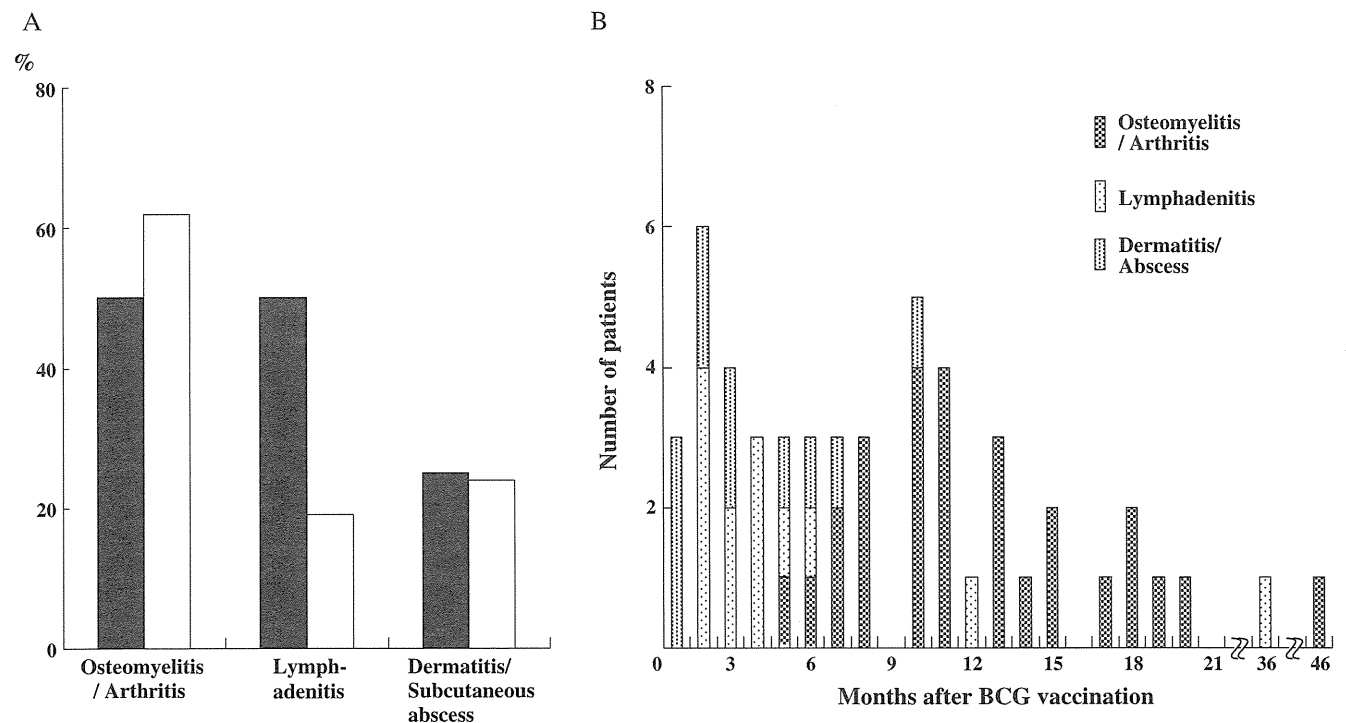 A
%
80
60
40
20
0
Osteomyelitis
/ Arthritis
Lymph-
adenitis
Dermatitis/
Subcutaneous
abscess
B
8
6
4
2
0
3
6
9
12
15
18
21
36
46
Number of patients
Months after BCG vaccination
Osteomyelitis
/ Arthritis
Lymphadenitis
Dermatitis/
Abscess